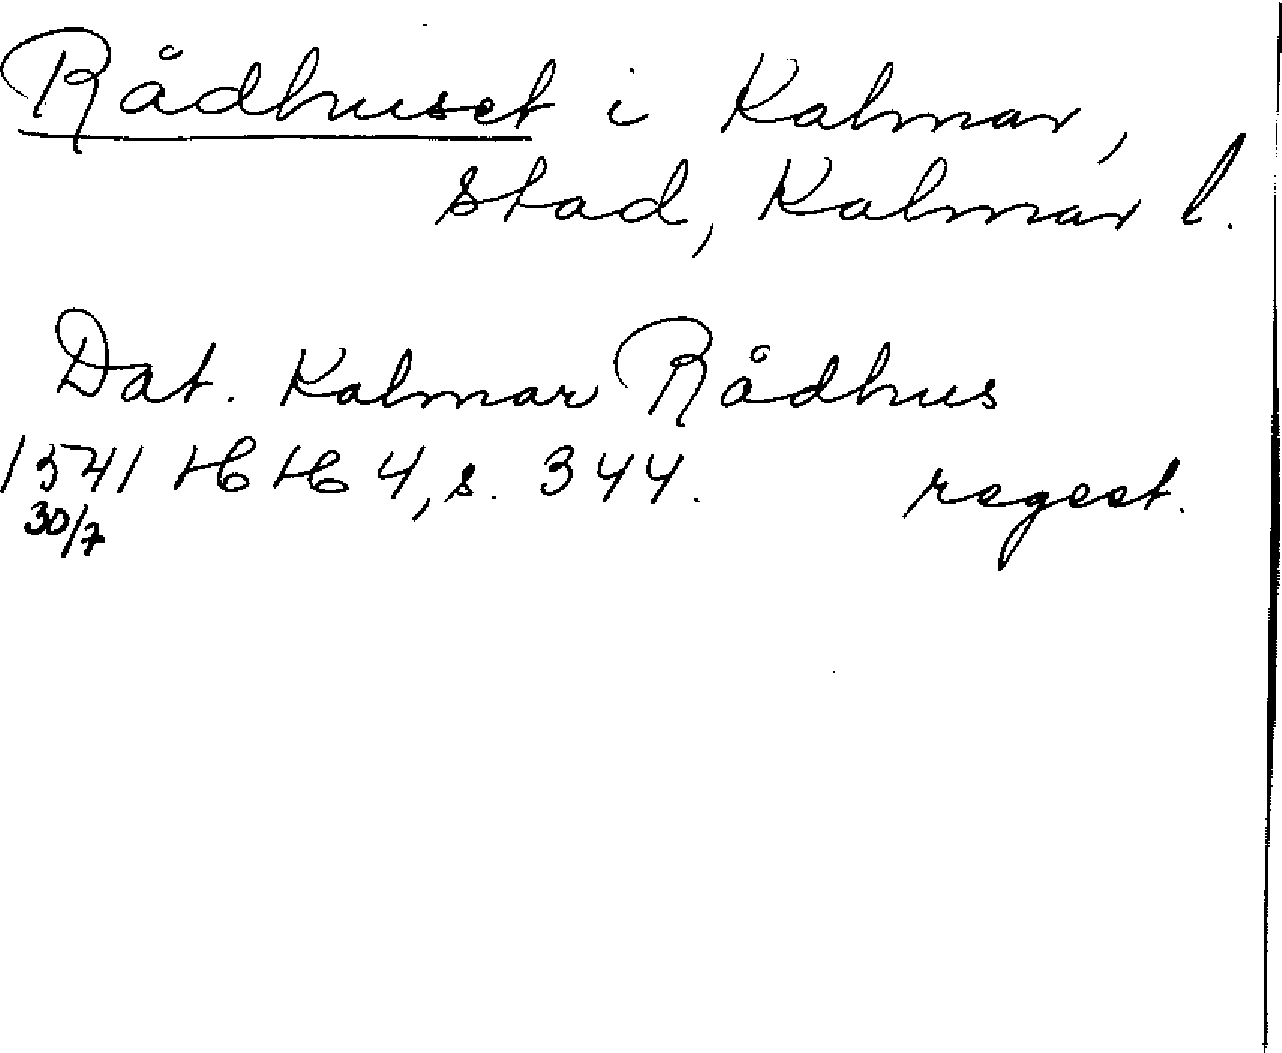 Rådhuset i Kalmar,
stad, Kalmar l.
Dat. Kalmar Rådhus
1541 HH 4, s. 344. regest.
30/7